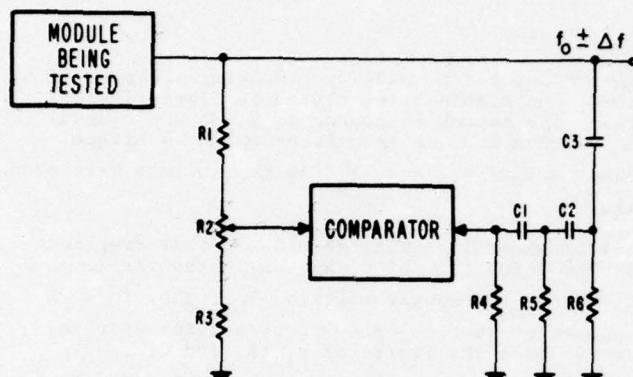 MODULE
BEING
TESTED
f₀ ± Δf
R1
C3
R2
COMPARATOR
C1
C2
R4
R5
R6
R3